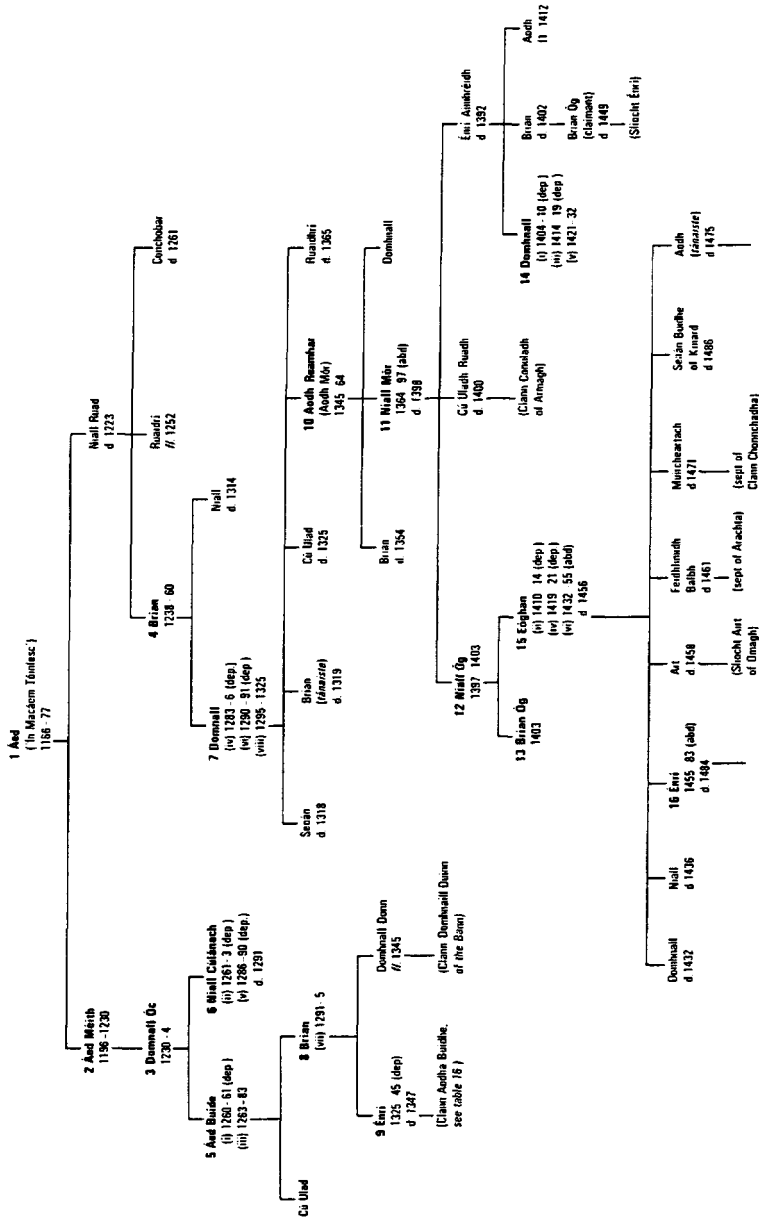 1 Áed
('In Macáem Tóinlesc')
1166 - 77
2 Áed Méith
1196 - 1230
Niall Ruad
d 1223
3 Domnall Óc
1230 - 4
4 Brian
1238 - 60
Ruaidrí
fl. 1252
Conchobar
d 1261
5 Áed Buide
(i) 1260 - 61 (dep)
(iii) 1263 - 83
6 Niall Cúlánach
(ii) 1261 - 3 (dep)
(v) 1286 - 90 (dep.)
d. 1291
7 Domnall
(iv) 1283 - 6 (dep.)
(vi) 1290 - 91 (dep)
(viii) 1295 - 1325
Niall
d. 1314
Cú Ulad
8 Brian
(vii) 1291 - 5
Seoán
d 1318
Brian
(tánaiste)
d. 1319
Cú Ulad
d. 1325
10 Aodh Reamhar
(Aodh Mór)
1345 64
Ruaidhrí
d. 1365
9 Énrí
1325 45 (dep)
d 1347
(Clann Aodha Buidhe,
see table 16 )
Domhnall Donn
fl. 1345
(Clann Domhnaill Duinn
of the Bann)
Brian
d. 1354
11 Niall Mór
1364 97 (abd)
d. 1398
Domhnall
12 Niall Óg
1397 1403
Cú Uladh Ruadh
d. 1400
(Clann Conuladh
of Armagh)
Énrí Aimhréidh
d 1392
13 Brian Óg
1403
15 Eóghan
(ii) 1410 14 (dep)
(iv) 1419 21 (dep)
(vi) 1432 55 (abd)
d 1456
14 Domhnall
(i) 1404 - 10 (dep)
(iii) 1414 19 (dep)
(v) 1421 - 32
Brian
d 1402
Brian Óg
(claimant)
d 1449
(Sliocht Énrí)
Aodh
fl 1412
Domhnall
d 1432
Niall
d 1436
16 Énrí
1455 83 (abd)
d. 1484
Art
d 1458
(Sliocht Airt
of Omagh)
Feidhlimidh
Balbh
d 1461
(sept of Arachta)
Muircheartach
d 1471
(sept of
Clann Chonnchadha)
Seaán Buidhe
of Kinard
d 1486
Aodh
(tánaiste)
d 1475